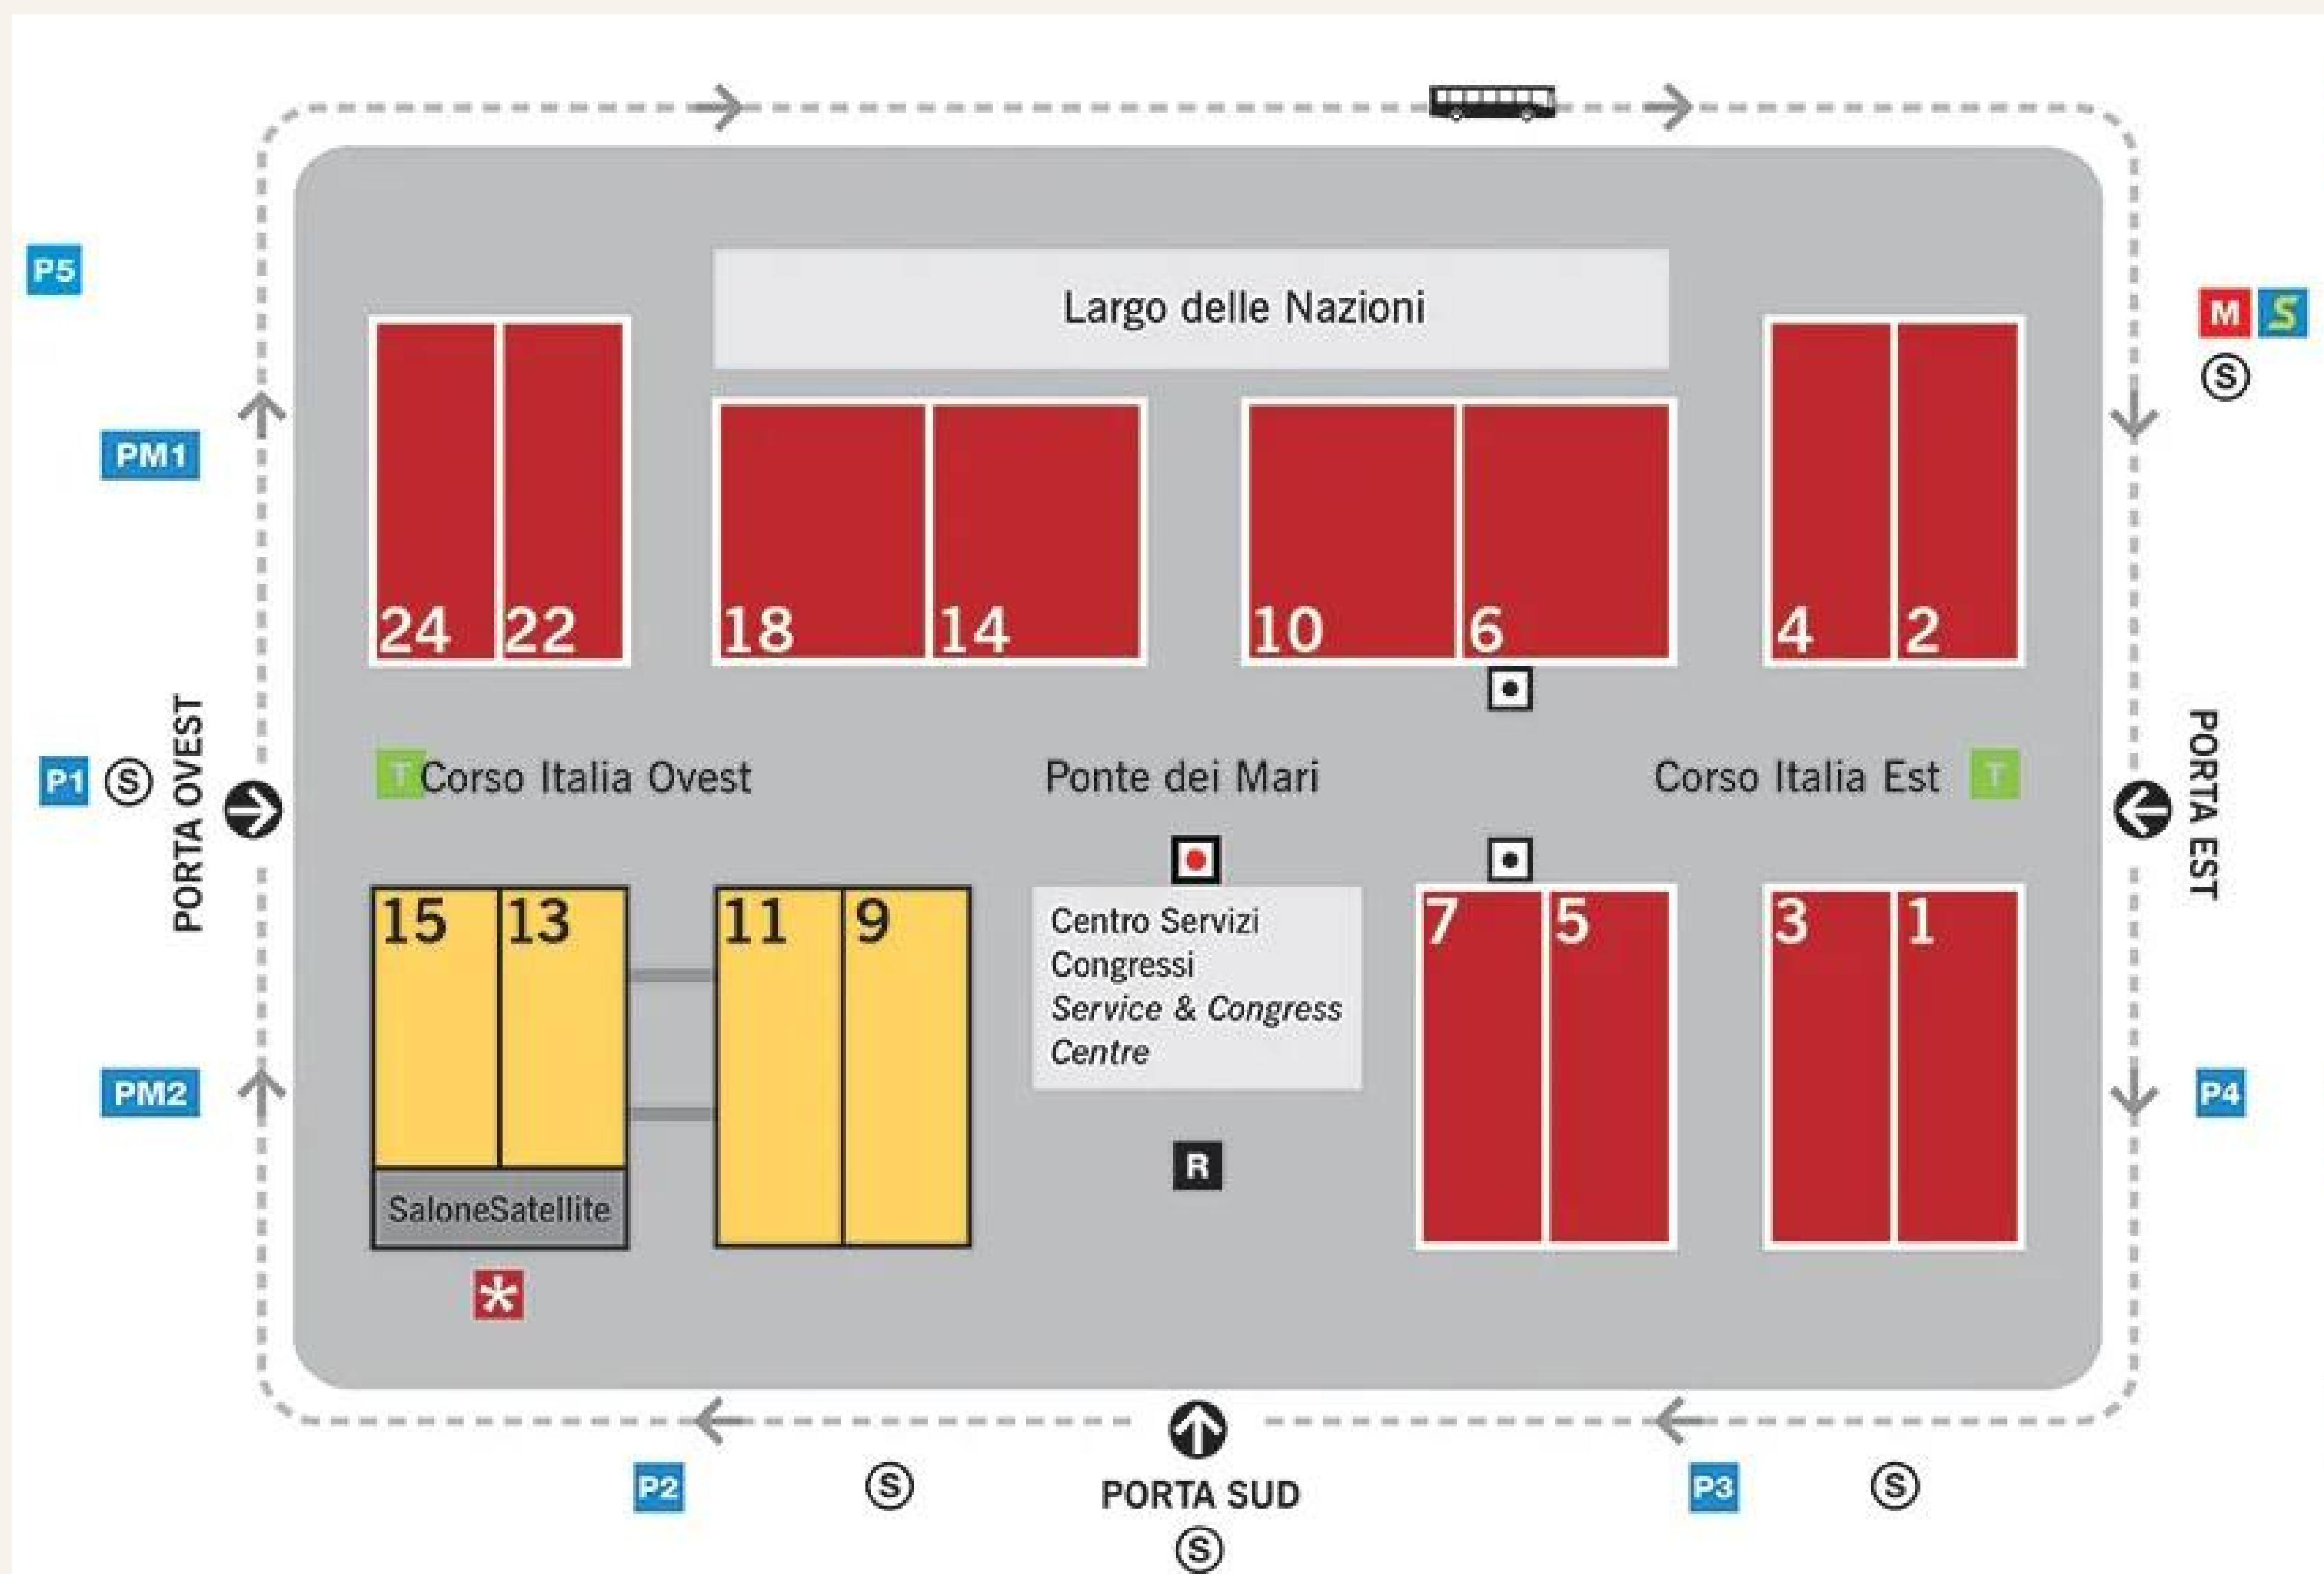 P5
Largo delle Nazioni
M S
S
PM1
24 22 18 14 10 6 4 2
PORTA OVEST
P1 S
T Corso Italia Ovest
Ponte dei Mari
Corso Italia Est T
PORTA EST
15 13 11 9
Centro Servizi
Congressi
Service & Congress
Centre
7 5 3 1
PM2
P4
R
SaloneSatellite
*
P2 S
PORTA SUD
S
P3 S